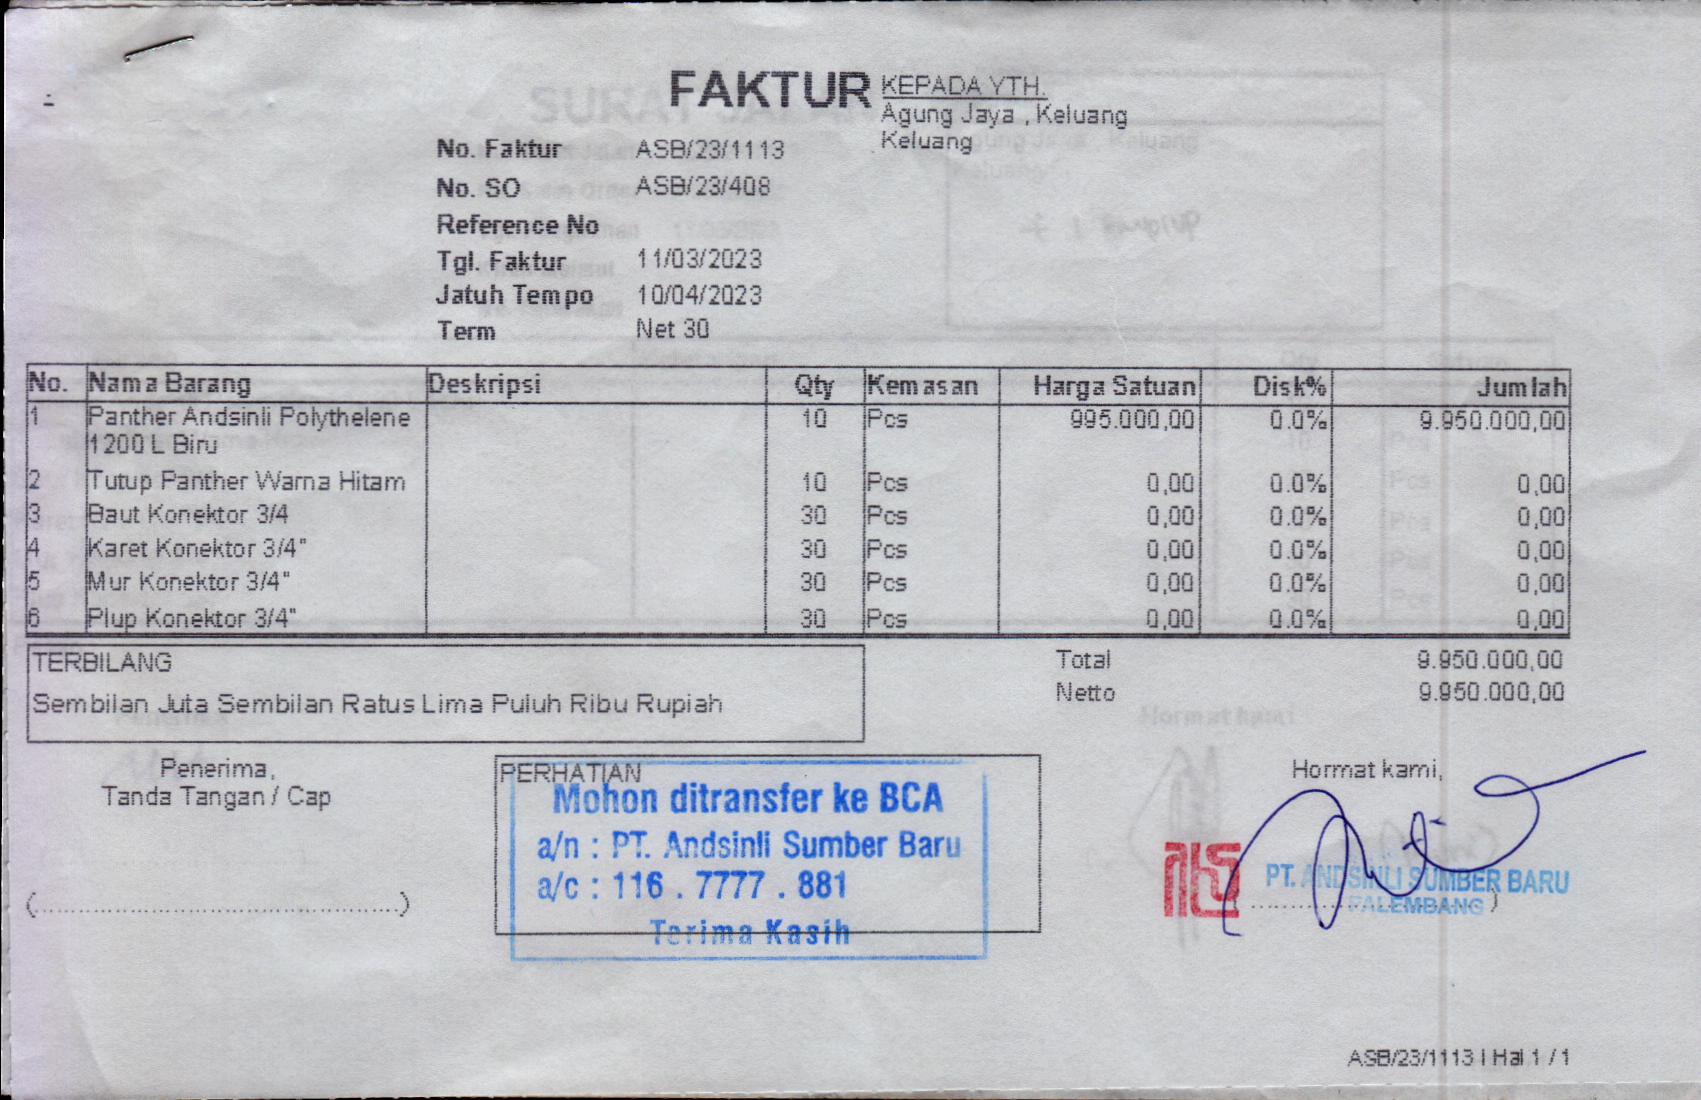 FAKTUR
KEPADA YTH.
Agung Jaya , Keluang
Keluang
No. Faktur ASB/23/1113
No. SO ASB/23/408
Reference No
Tgl. Faktur 11/03/2023
Jatuh Tempo 10/04/2023
Term Net 30
No. Nama Barang Deskripsi Qty Kemasan Harga Satuan Disk% Jumlah
1 Panther Andsinli Polythelene 10 Pcs 995.000,00 0.0% 9.950.000,00
1200 L Biru
2 Tutup Panther Warna Hitam 10 Pcs 0,00 0.0% 0,00
3 Baut Konektor 3/4 30 Pcs 0,00 0.0% 0,00
4 Karet Konektor 3/4" 30 Pcs 0,00 0.0% 0,00
5 Mur Konektor 3/4" 30 Pcs 0,00 0.0% 0,00
6 Plup Konektor 3/4" 30 Pcs 0,00 0.0% 0,00
TERBILANG
Sembilan Juta Sembilan Ratus Lima Puluh Ribu Rupiah
Total 9.950.000,00
Netto 9.950.000,00
Penerima,
Tanda Tangan / Cap
(..........................................)
PERHATIAN
Mohon ditransfer ke BCA
a/n : PT. Andsinli Sumber Baru
a/c : 116 . 7777 . 881
Terima Kasih
Hormat kami,
PT. ANDSINLI SUMBER BARU
PALEMBANG
ASB/23/1113 | Hal 1 / 1